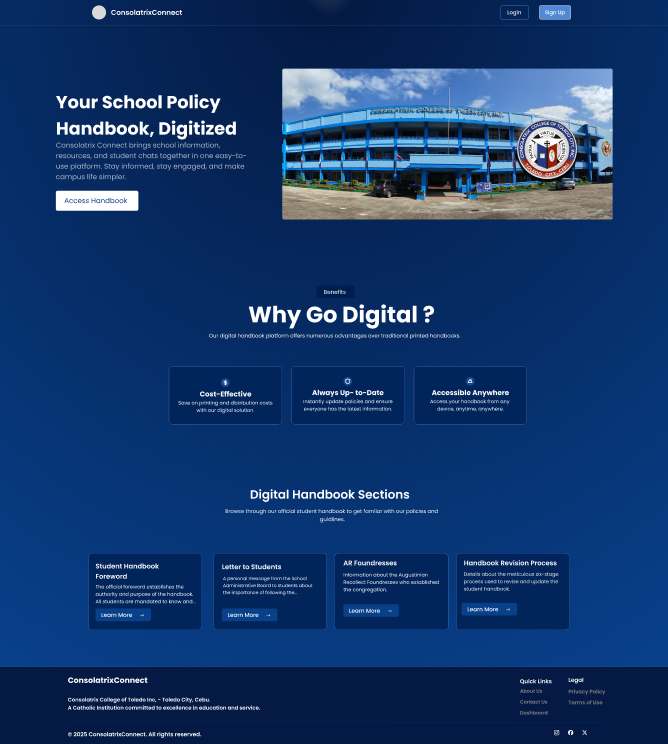 ConsolatrixConnect
Login
Sign Up
Your School Policy
Handbook, Digitized
Consolatrix Connect brings school information,
resources, and student chats together in one easy-to-
use platform. Stay informed, stay engaged, and make
campus life simpler.
Access Handbook
Benefits
Why Go Digital ?
Our digital handbook platform offers numerous advantages over traditional printed handbooks.
Cost-Effective
Save on printing and distribution costs
with our digital solution
Always Up- to-Date
Instantly update policies and ensure
everyone has the latest information.
Accessible Anywhere
Access your handbook from any
device, anytime, anywhere.
Digital Handbook Sections
Browse through our official student handbook to get familiar with our policies and
guidlines.
Student Handbook
Foreword
The official foreword establishes the
authority and purpose of the handbook.
All students are mandated to know and...
Learn More →
Letter to Students
A personal message from the School
Administrative Board to students about
the importance of following the...
Learn More →
AR Foundresses
Information about the Augustinian
Recollect Foundresses who established
the congregation.
Learn More →
Handbook Revision Process
Details about the meticulous six-stage
process used to revise and update the
student handbook.
Learn More →
ConsolatrixConnect
Consolatrix College of Toledo Inc, - Toledo City, Cebu.
A Catholic Institution committed to excellence in education and service.
Quick Links
About Us
Contact Us
Dashboard
Legal
Privacy Policy
Terms of Use
© 2025 ConsolatrixConnect. All rights reserved.